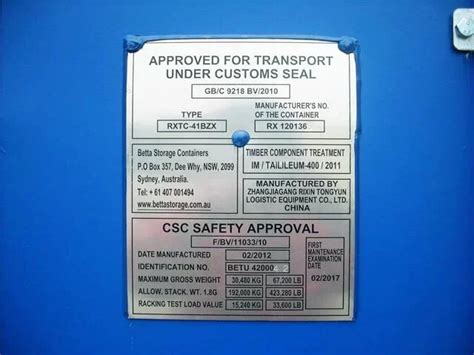 APPROVED FOR TRANSPORT
UNDER CUSTOMS SEAL
GB/C 9218 BV/2010
TYPE
RXTC-41BZX
MANUFACTURER'S NO.
OF THE CONTAINER
RX 120136
Betta Storage Containers
P.O Box 357, Dee Why, NSW, 2099
Sydney, Australia.
Tel: + 61 407 001494
www.bettastorage.com.au
TIMBER COMPONENT TREATMENT
IM / TAILILEUM-400 / 2011
MANUFACTURED BY
ZHANGJIAGANG RIXIN TONGYUN
LOGISTIC EQUIPMENT CO., LTD.
CHINA
CSC SAFETY APPROVAL
F/BV/11033/10
DATE MANUFACTURED 02/2012
IDENTIFICATION NO. BETU 42000
MAXIMUM GROSS WEIGHT 30,480 KG 67,200 LB
ALLOW. STACK. WT. 1.8G 192,000 KG 423,280 LB
RACKING TEST LOAD VALUE 15,240 KG 33,600 LB
FIRST
MAINTENANCE
EXAMINATION
DATE
02/2017